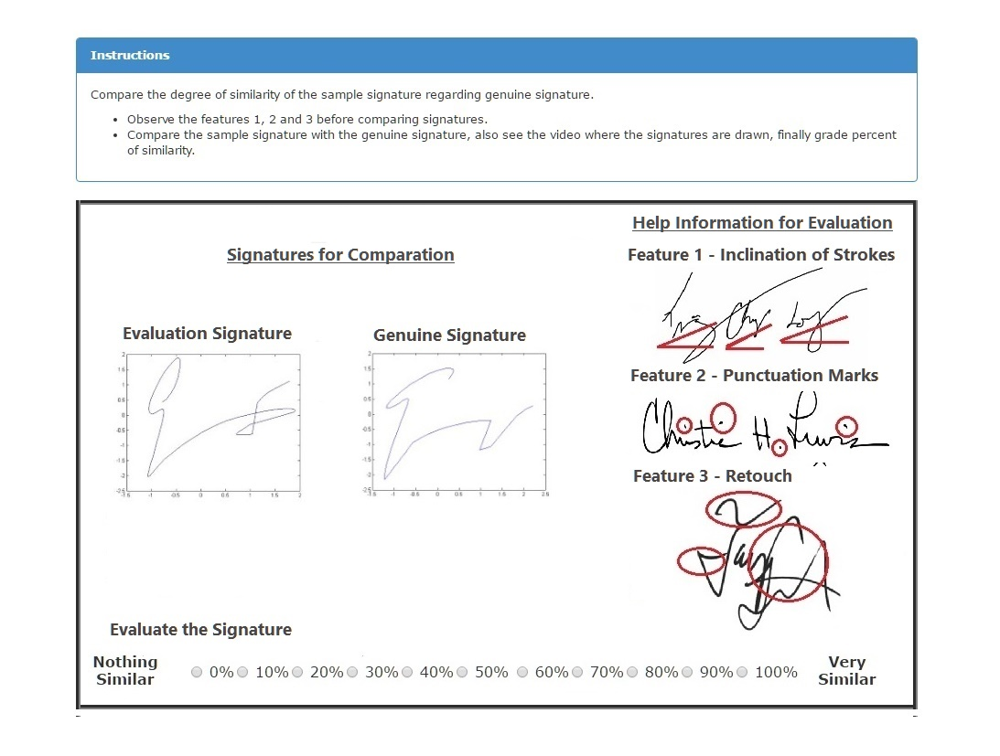 Instructions
Compare the degree of similarity of the sample signature regarding genuine signature.
• Observe the features 1, 2 and 3 before comparing signatures.
• Compare the sample signature with the genuine signature, also see the video where the signatures are drawn, finally grade percent
of similarity.
Help Information for Evaluation
Signatures for Comparation
Feature 1 - Inclination of Strokes
Evaluation Signature
Genuine Signature
Feature 2 - Punctuation Marks
Christie H. Lewis
Feature 3 - Retouch
Evaluate the Signature
Nothing
Similar
0% 10% 20% 30% 40% 50% 60% 70% 80% 90% 100%
Very
Similar